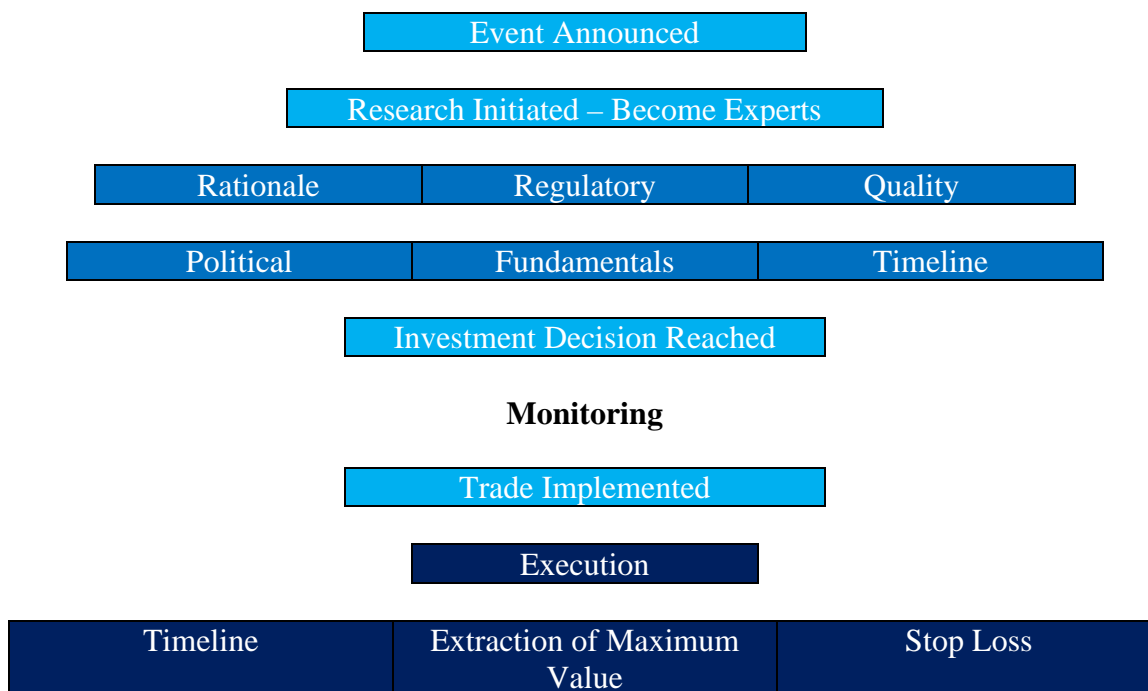 Event Announced
Research Initiated – Become Experts
Rationale Regulatory Quality
Political Fundamentals Timeline
Investment Decision Reached
Monitoring
Trade Implemented
Execution
Timeline Extraction of Maximum Stop Loss
Value